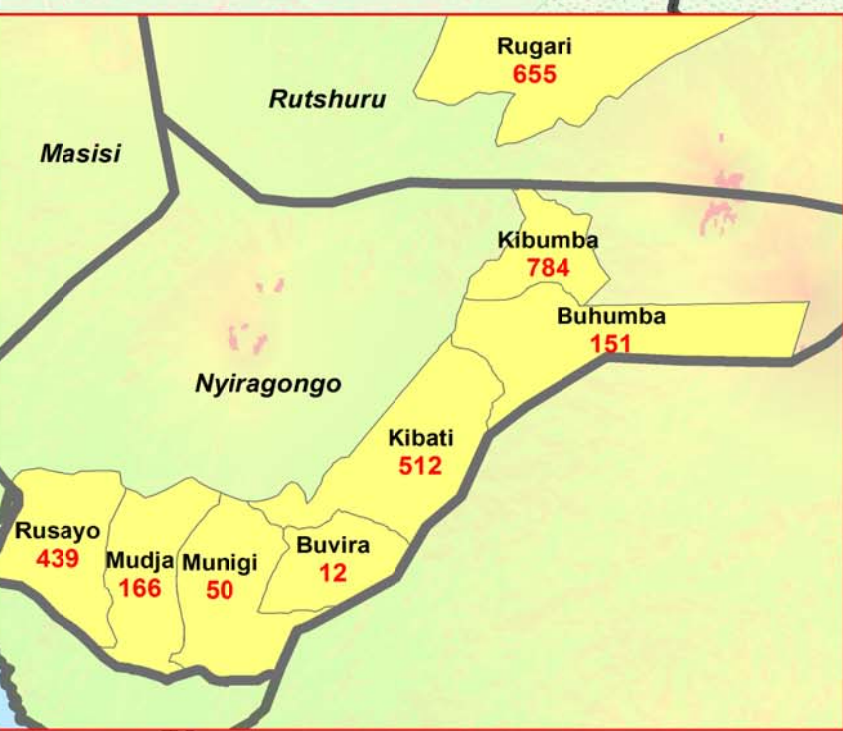 Rugari
655
Rutshuru
Masisi
Kibumba
784
Buhumba
151
Nyiragongo
Kibati
512
Rusayo
439
Mudja
166
Munigi
50
Buvira
12